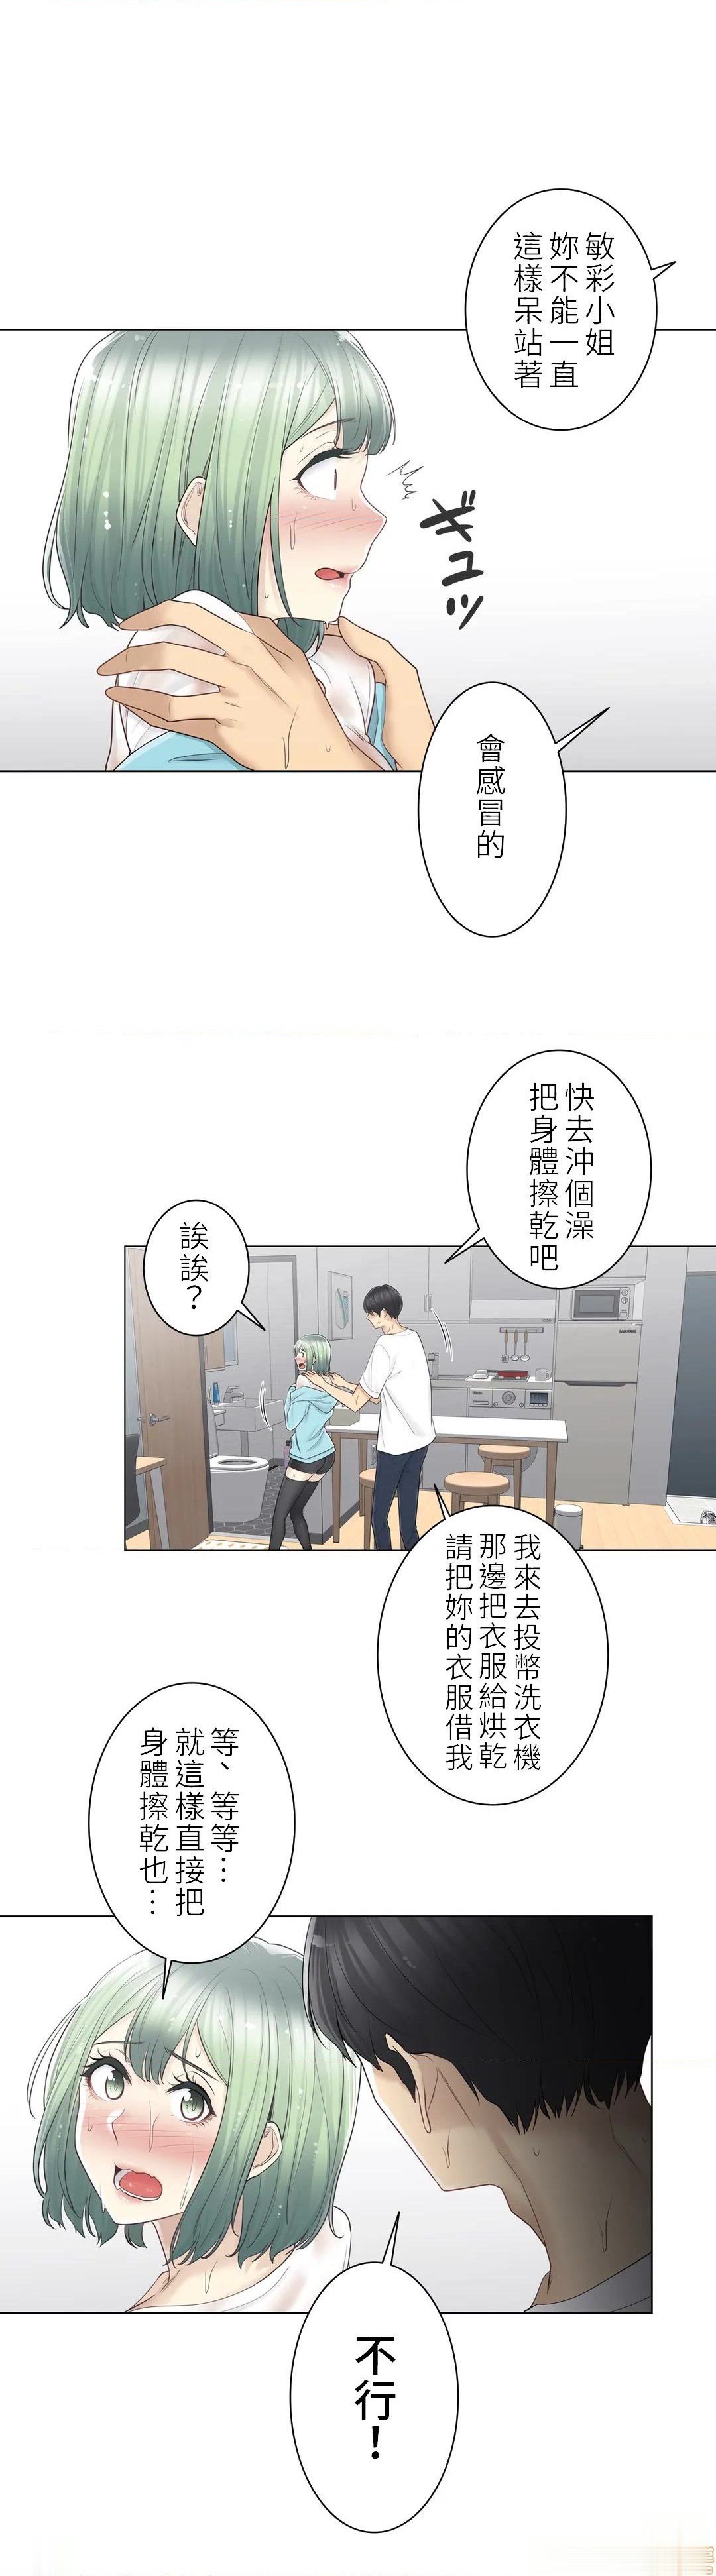 敏彩小姐
妳不能一直
這樣呆站著
ギュッ
會感冒的
快去沖個澡
把身體擦乾吧
誒誒？
SAMSUNG
我來去投幣洗衣機
那邊把衣服給烘乾
請把妳的衣服借我
等、等等…
就這樣直接把
身體擦乾也…
不行！